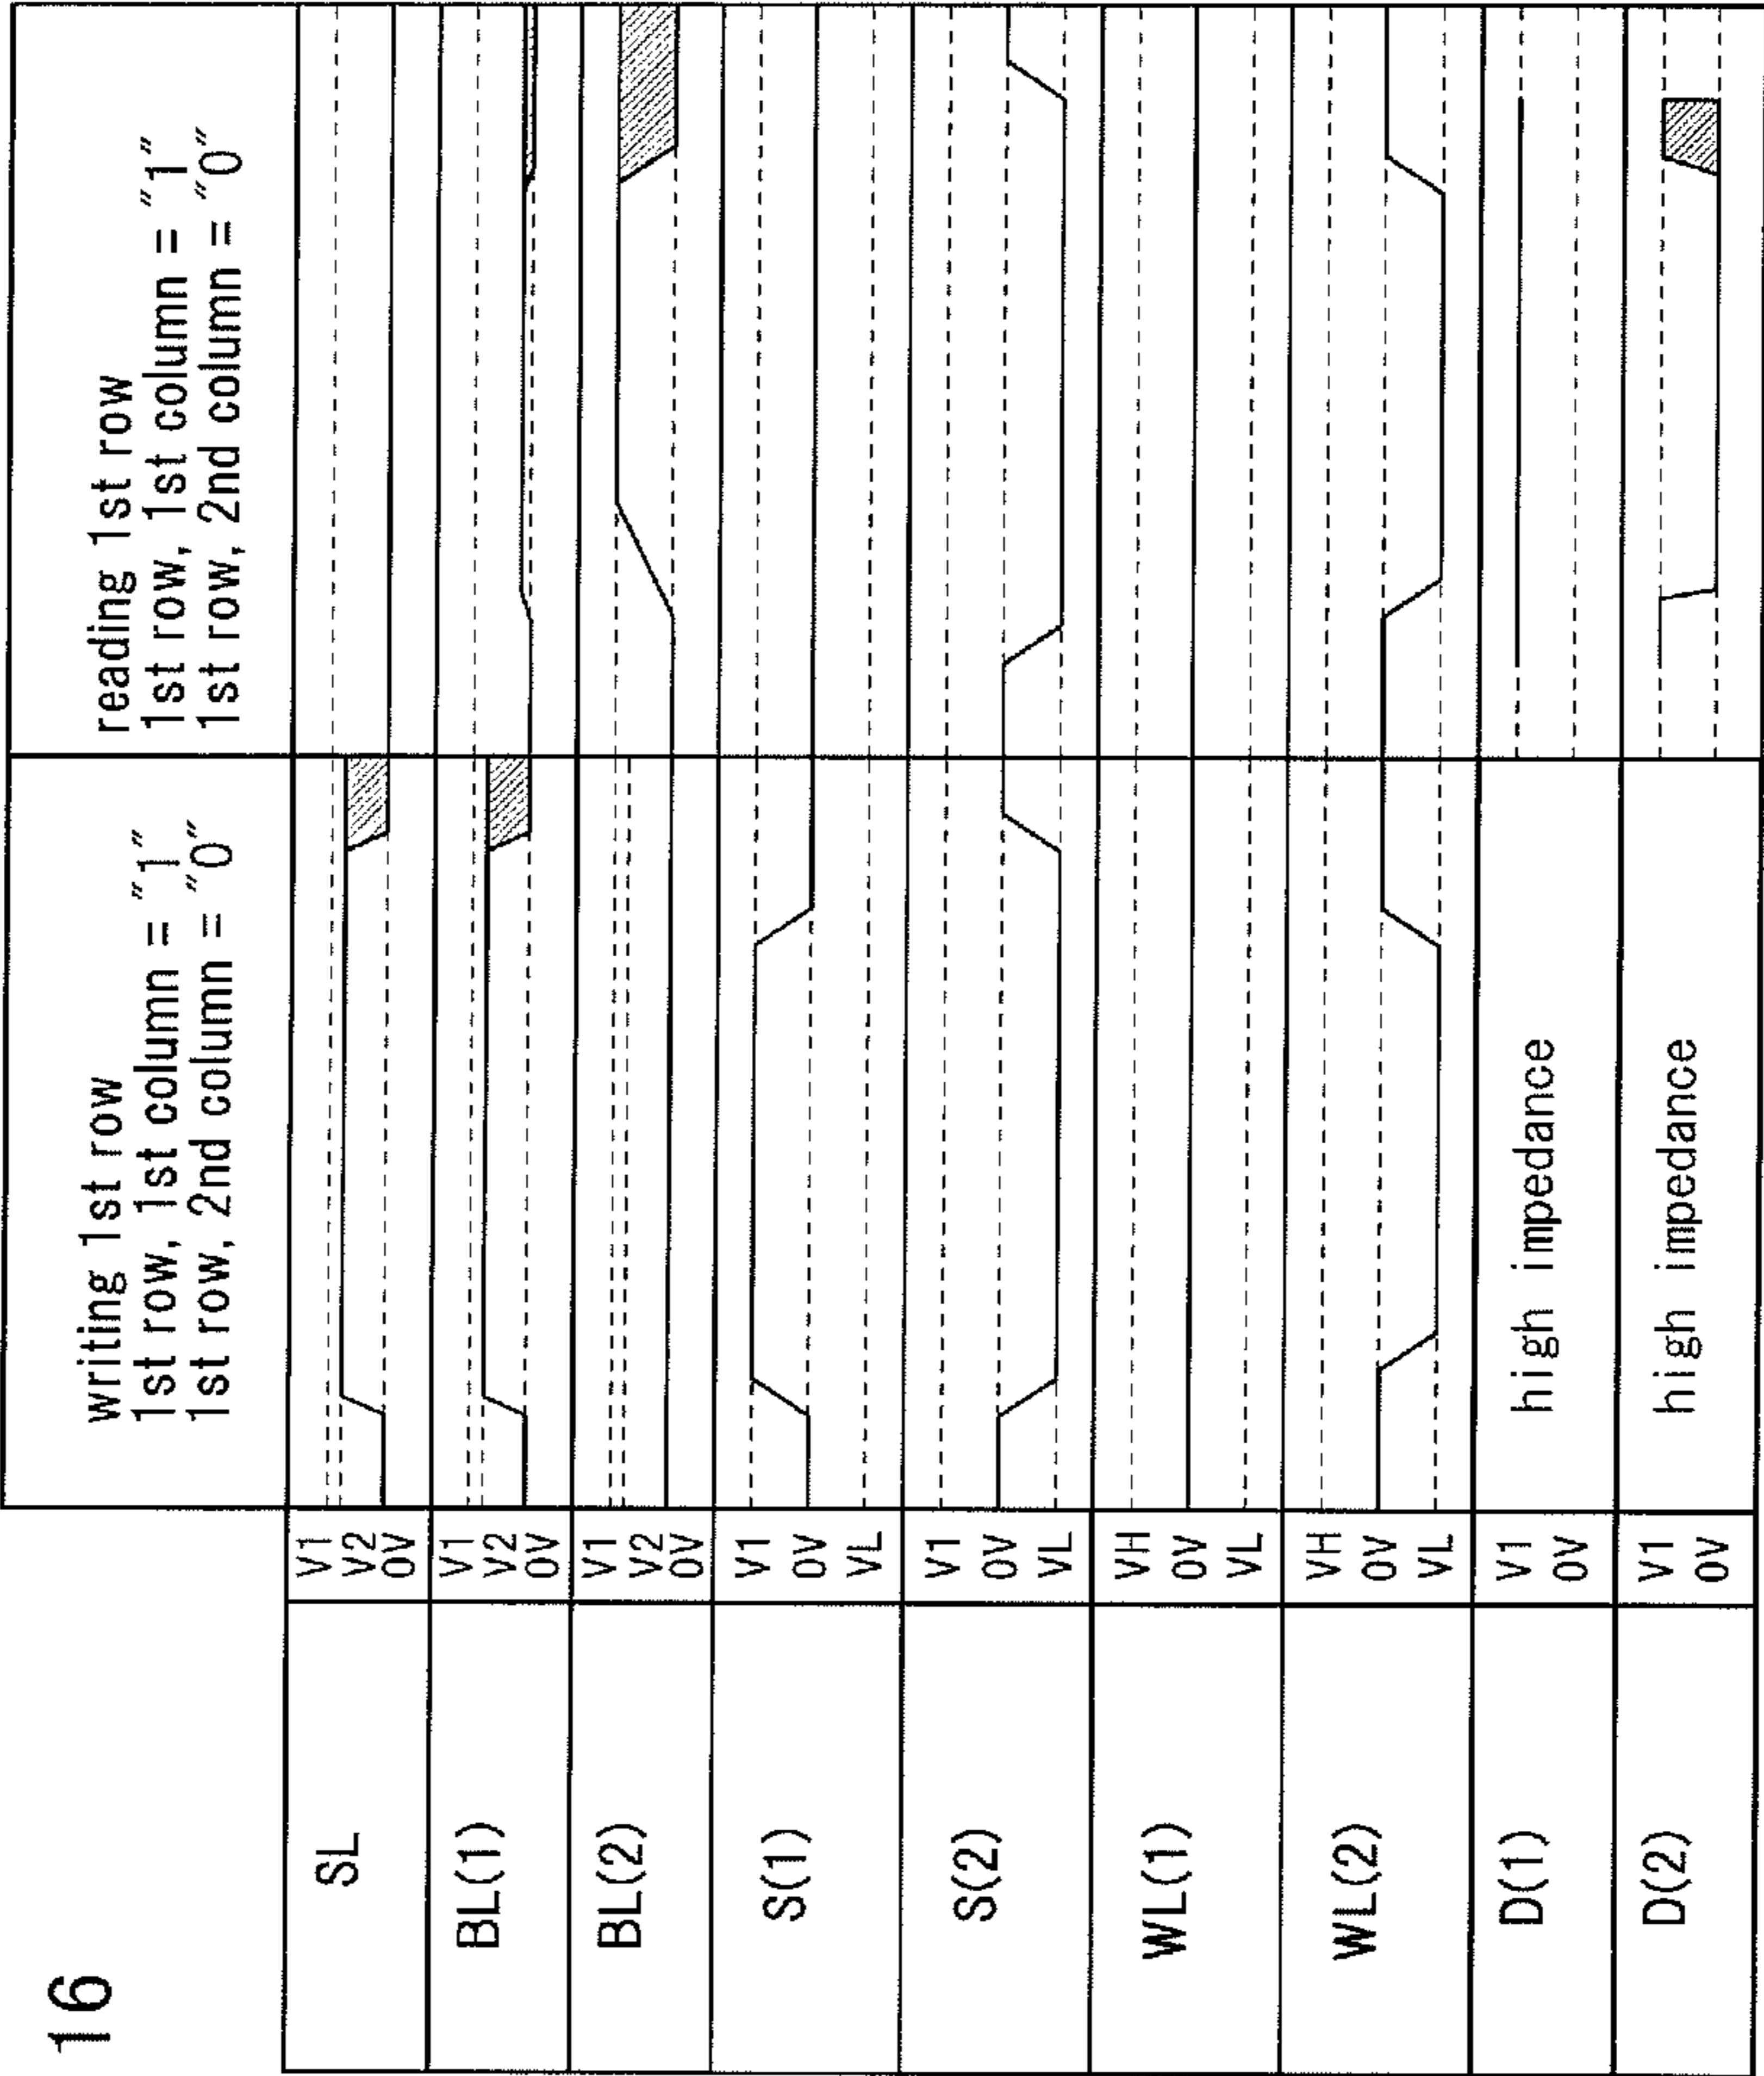 16
writing 1st row
1st row, 1st column = "1"
1st row, 2nd column = "0"
reading 1st row
1st row, 1st column = "1"
1st row, 2nd column = "0"
SL
V1
V2
0V
BL(1)
V1
V2
0V
BL(2)
V1
V2
0V
S(1)
V1
0V
VL
S(2)
V1
0V
VL
WL(1)
VH
0V
VL
WL(2)
VH
0V
VL
D(1)
V1
0V
high impedance
D(2)
V1
0V
high impedance